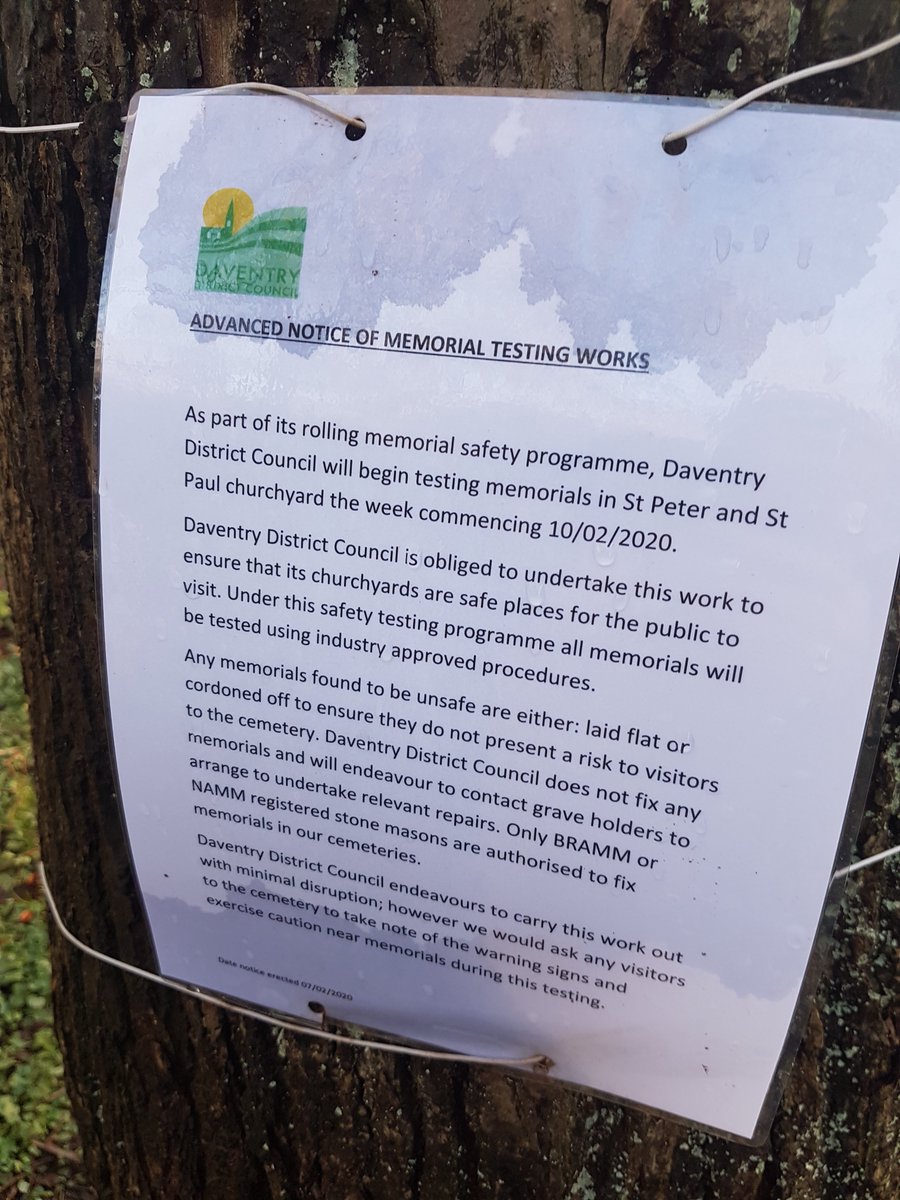 DAVENTRY
DISTRICT COUNCIL
ADVANCED NOTICE OF MEMORIAL TESTING WORKS
As part of its rolling memorial safety programme, Daventry
District Council will begin testing memorials in St Peter and St
Paul churchyard the week commencing 10/02/2020.
Daventry District Council is obliged to undertake this work to
ensure that its churchyards are safe places for the public to
visit. Under this safety testing programme all memorials will
be tested using industry approved procedures.
Any memorials found to be unsafe are either: laid flat or
cordoned off to ensure they do not present a risk to visitors
to the cemetery. Daventry District Council does not fix any
memorials and will endeavour to contact grave holders to
arrange to undertake relevant repairs. Only BRAMM or
NAMM registered stone masons are authorised to fix
memorials in our cemeteries.
Daventry District Council endeavours to carry this work out
with minimal disruption; however we would ask any visitors
to the cemetery to take note of the warning signs and
exercise caution near memorials during this testing.
Date notice erected 07/02/2020